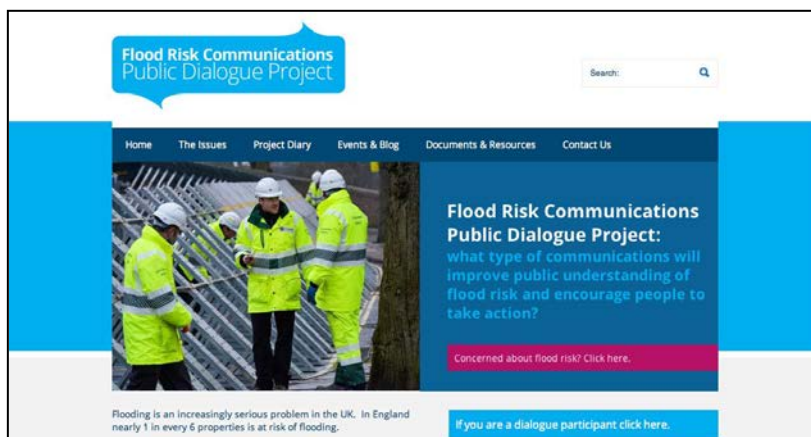 Flood Risk Communications
Public Dialogue Project
Search:
Home The Issues Project Diary Events & Blog Documents & Resources Contact Us
Flood Risk Communications
Public Dialogue Project:
what type of communications will
improve public understanding of
flood risk and encourage people to
take action?
Concerned about flood risk? Click here.
Flooding is an increasingly serious problem in the UK. In England
nearly 1 in every 6 properties is at risk of flooding.
If you are a dialogue participant click here.